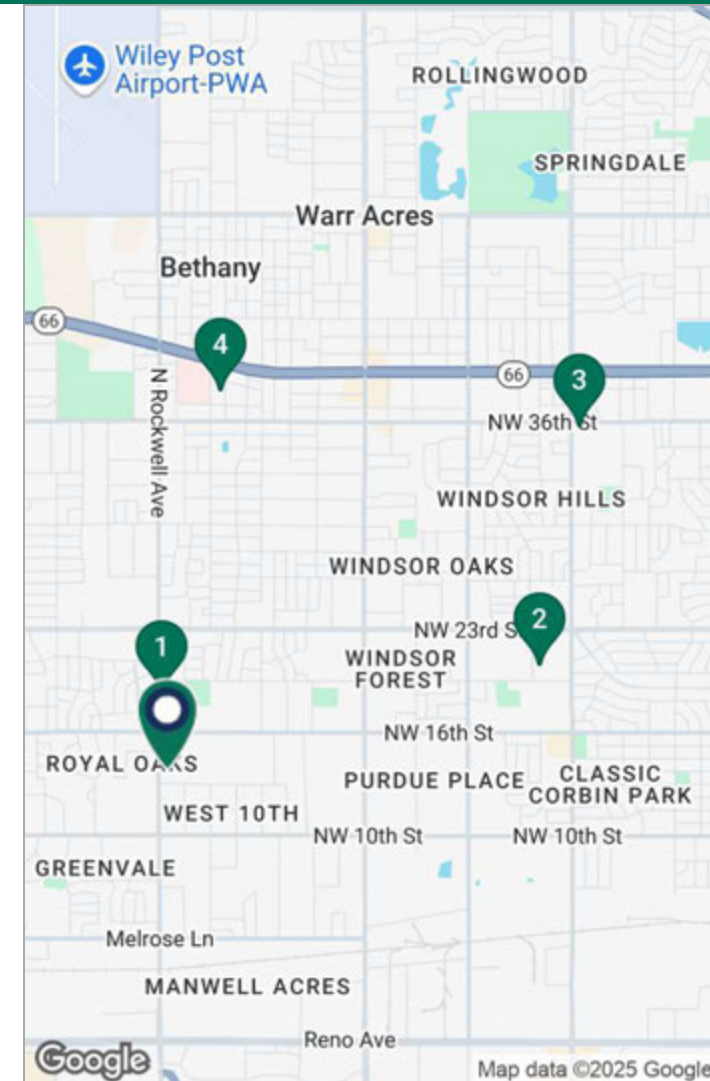 Wiley Post
Airport-PWA
ROLLINGWOOD
SPRINGDALE
Warr Acres
Bethany
66
4
66
3
N Rockwell Ave
NW 36th St
WINDSOR HILLS
WINDSOR OAKS
2
NW 23rd S
1
WINDSOR
FOREST
NW 16th St
ROYAL OAKS
PURDUE PLACE
CLASSIC
CORBIN PARK
WEST 10TH
NW 10th St
NW 10th St
GREENVALE
Melrose Ln
MANWELL ACRES
Reno Ave
Google
Map data ©2025 Google